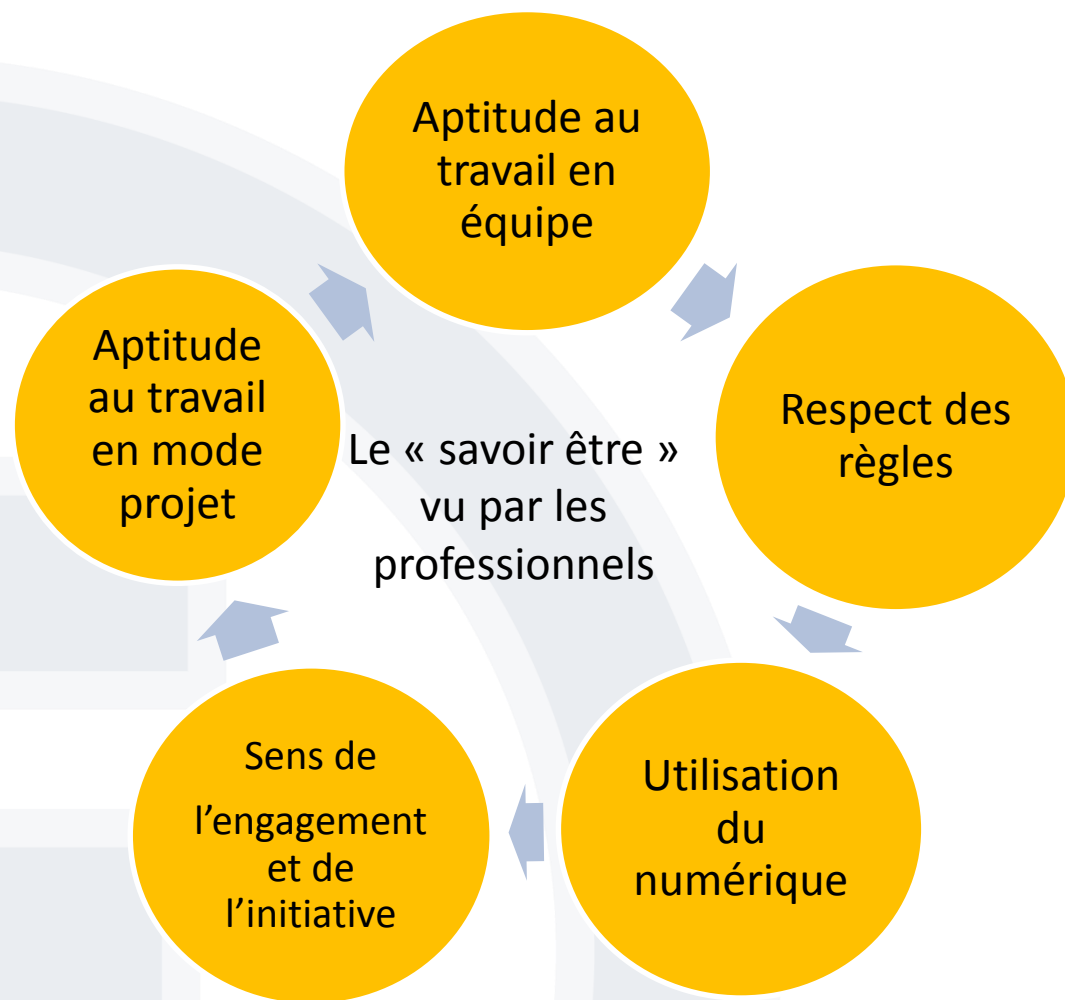 Aptitude au
travail en
équipe
Respect des
règles
Utilisation
du
numérique
Sens de
l’engagement
et de
l’initiative
Aptitude
au travail
en mode
projet
Le « savoir être »
vu par les
professionnels